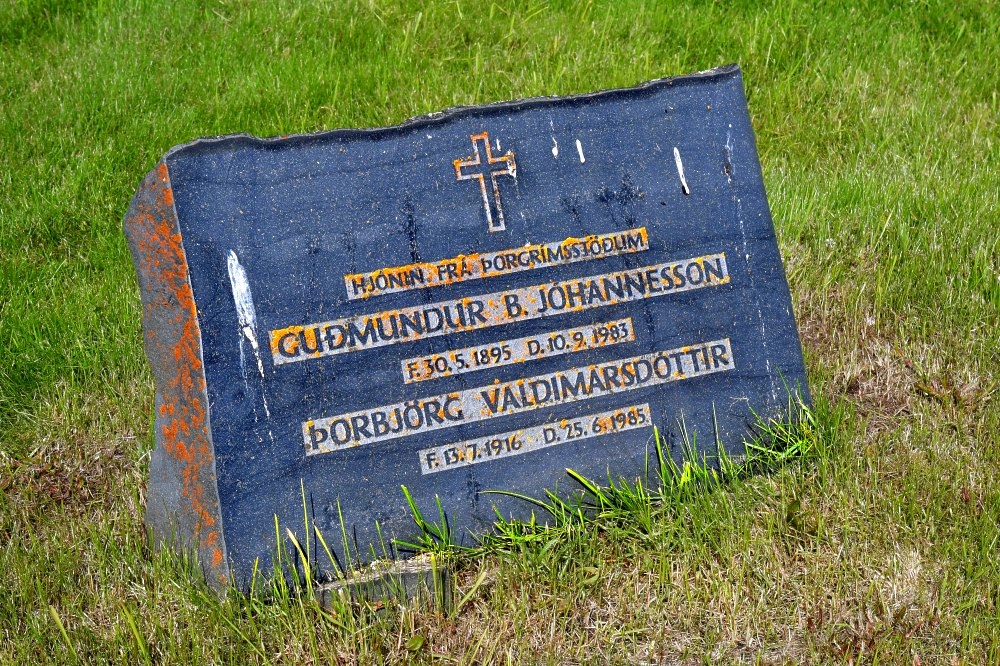 HJÓNIN FRÁ ÞORGRÍMSSTÖÐUM
GUÐMUNDUR B. JÓHANNESSON
F. 30. 5. 1895 D. 10. 9. 1983
ÞORBJÖRG VALDIMARSDÓTTIR
F. 13. 7. 1916 D. 25. 6. 1985